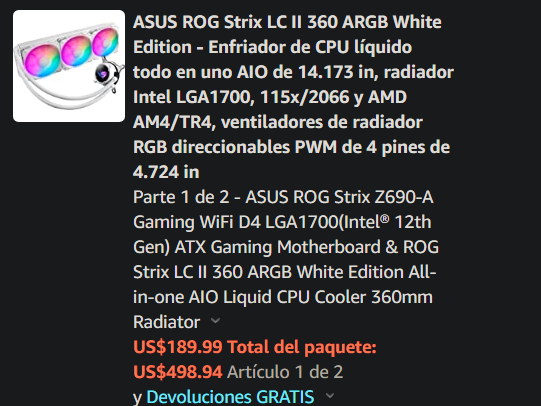 ASUS ROG Strix LC II 360 ARGB White
Edition - Enfriador de CPU líquido
todo en uno AIO de 14.173 in, radiador
Intel LGA1700, 115x/2066 y AMD
AM4/TR4, ventiladores de radiador
RGB direccionables PWM de 4 pines de
4.724 in
Parte 1 de 2 - ASUS ROG Strix Z690-A
Gaming WiFi D4 LGA1700(Intel® 12th
Gen) ATX Gaming Motherboard & ROG
Strix LC II 360 ARGB White Edition All-
in-one AIO Liquid CPU Cooler 360mm
Radiator
US$189.99 Total del paquete:
US$498.94 Artículo 1 de 2
y Devoluciones GRATIS